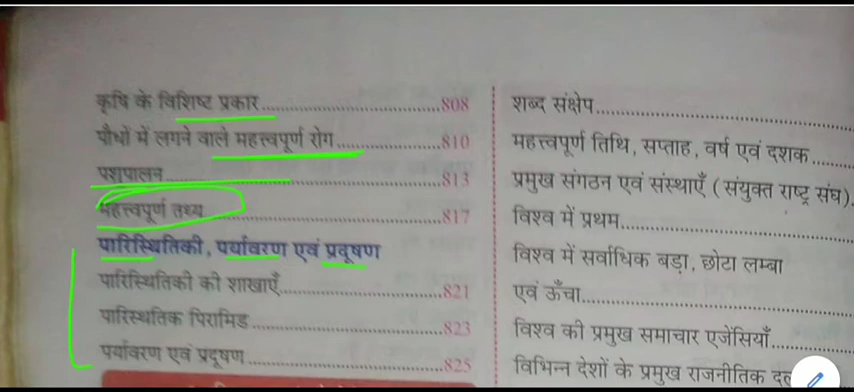 कृषि के विशिष्ट प्रकार.......................................808
पौधों में लगने वाले महत्त्वपूर्ण रोग.......................810
पशुपालन.......................................................813
महत्त्वपूर्ण तथ्य...............................................817
पारिस्थितिकी, पर्यावरण एवं प्रदूषण
पारिस्थितिकी की शाखाएँ.................................821
पारिस्थतिक पिरामिड.......................................823
पर्यावरण एवं प्रदूषण........................................825
शब्द संक्षेप.......................................................
महत्त्वपूर्ण तिथि, सप्ताह, वर्ष एवं दशक.........
प्रमुख संगठन एवं संस्थाएँ (संयुक्त राष्ट्र संघ).
विश्व में प्रथम..................................................
विश्व में सर्वाधिक बड़ा, छोटा लम्बा
एवं ऊँचा.......................................................
विश्व की प्रमुख समाचार एजेंसियाँ...............
विभिन्न देशों के प्रमुख राजनीतिक